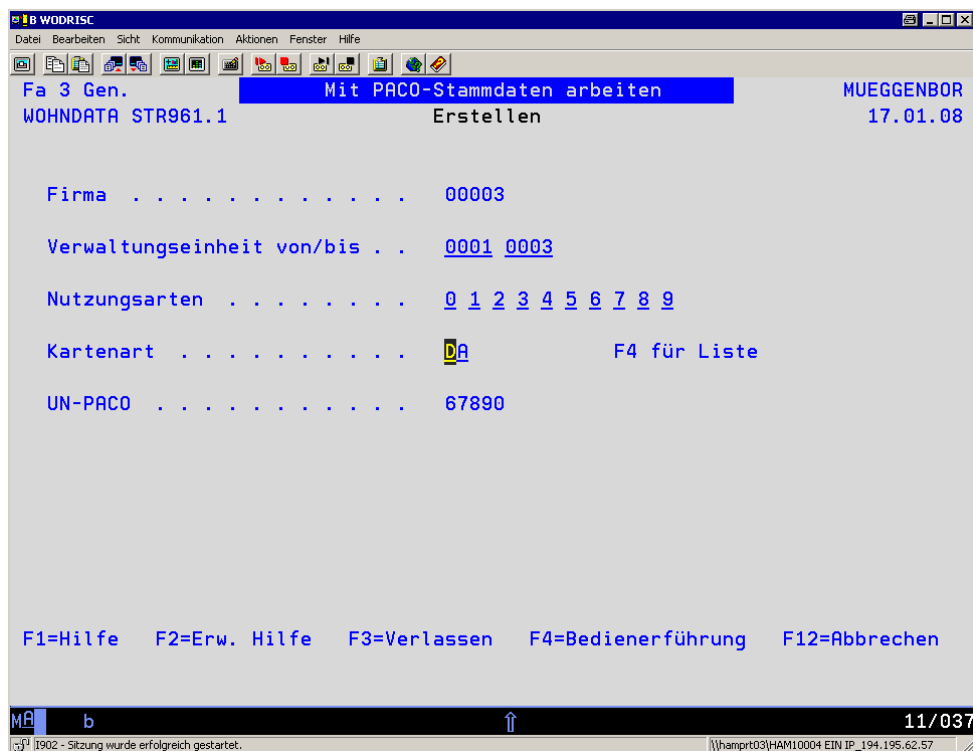 B WODRISC
Datei Bearbeiten Sicht Kommunikation Aktionen Fenster Hilfe
Fa 3 Gen. Mit PACO-Stammdaten arbeiten MUEGGENBOR
WOHNDATA STR961.1 Erstellen 17.01.08
Firma . . . . . . . . . . . . 00003
Verwaltungseinheit von/bis . . 0001 0003
Nutzungsarten . . . . . . . . 0 1 2 3 4 5 6 7 8 9
Kartenart . . . . . . . . . . DA F4 für Liste
UN-PACO . . . . . . . . . . . 67890
F1=Hilfe F2=Erw. Hilfe F3=Verlassen F4=Bedienerführung F12=Abbrechen
MA b 11/037
I902 - Sitzung wurde erfolgreich gestartet. \\hamprt03\HAM10004 EIN IP_194.195.62.57